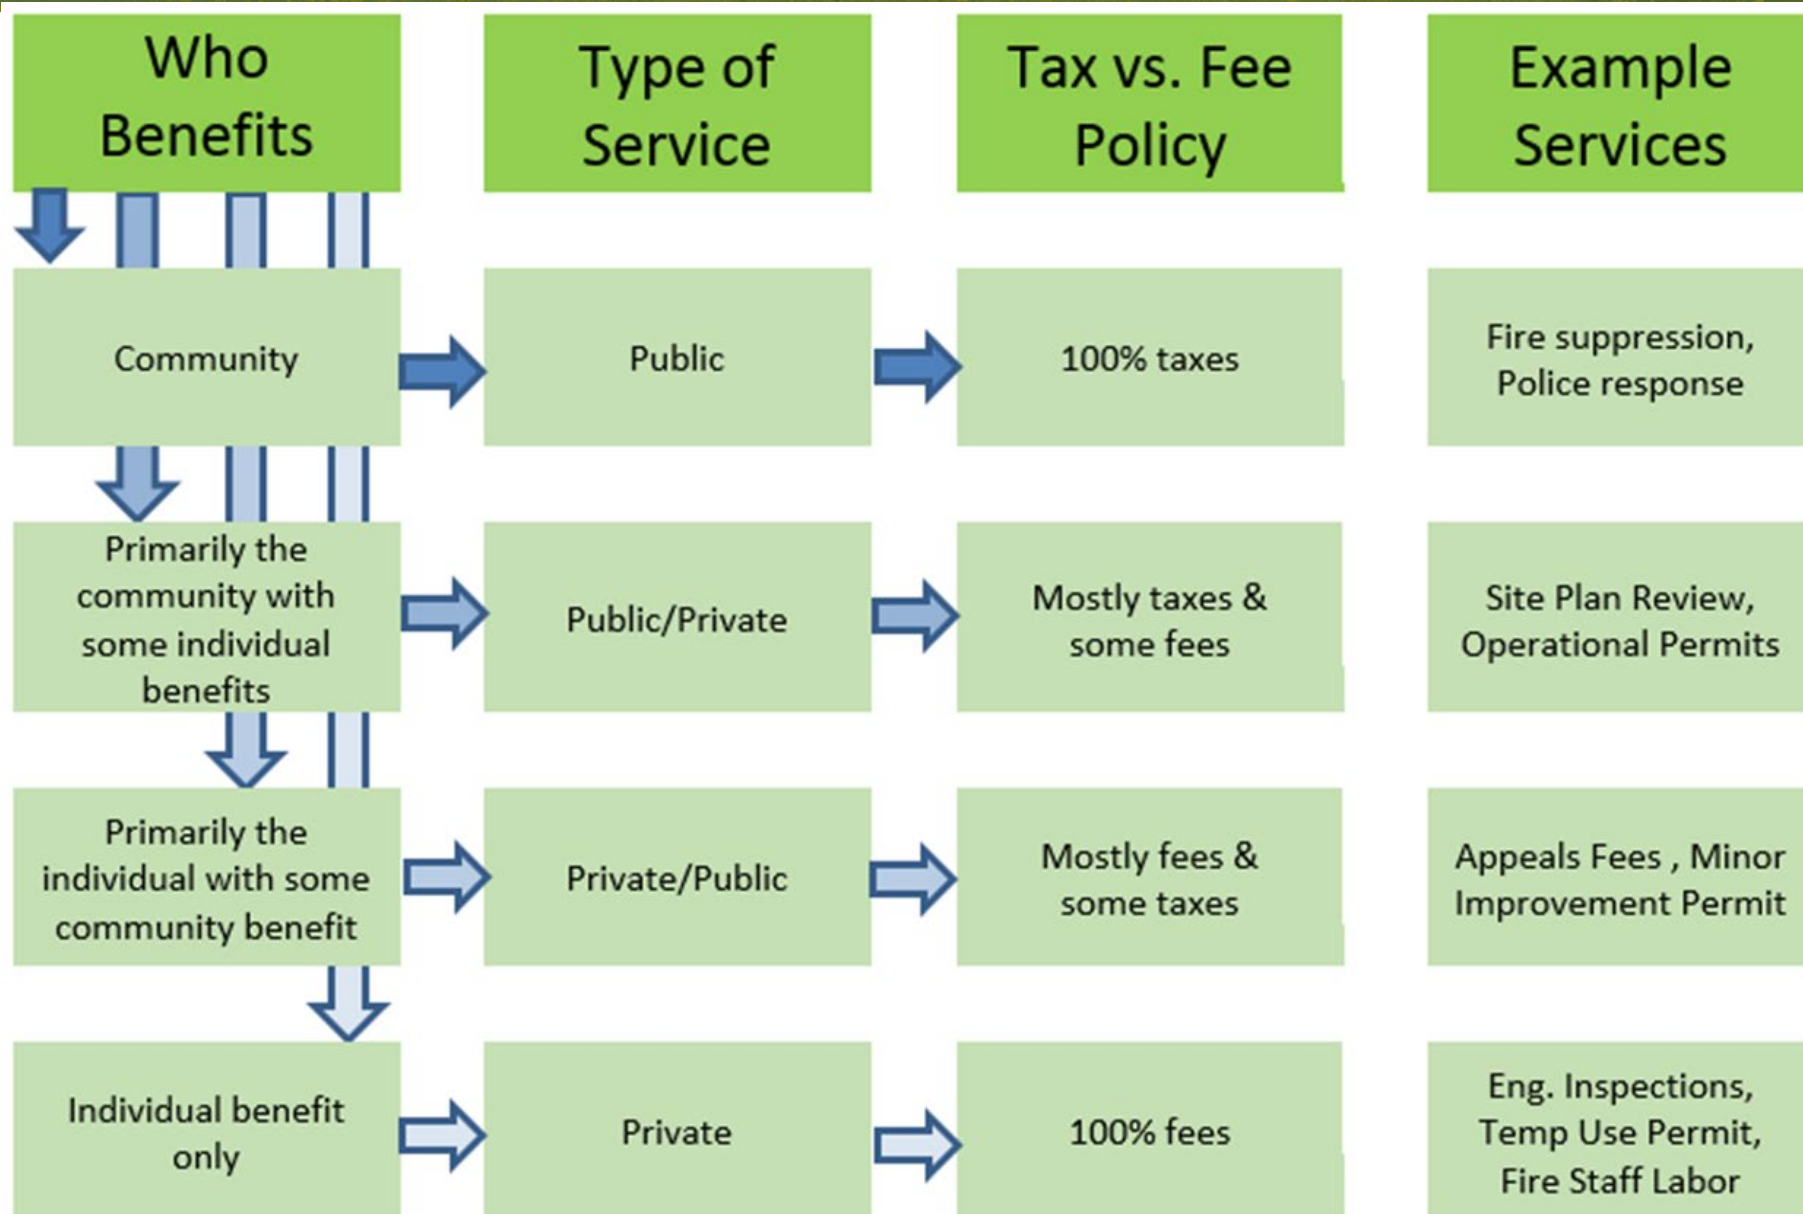 Who
Benefits
Type of
Service
Tax vs. Fee
Policy
Example
Services
Community
Public
100% taxes
Fire suppression,
Police response
Primarily the
community with
some individual
benefits
Public/Private
Mostly taxes &
some fees
Site Plan Review,
Operational Permits
Primarily the
individual with some
community benefit
Private/Public
Mostly fees &
some taxes
Appeals Fees , Minor
Improvement Permit
Individual benefit
only
Private
100% fees
Eng. Inspections,
Temp Use Permit,
Fire Staff Labor